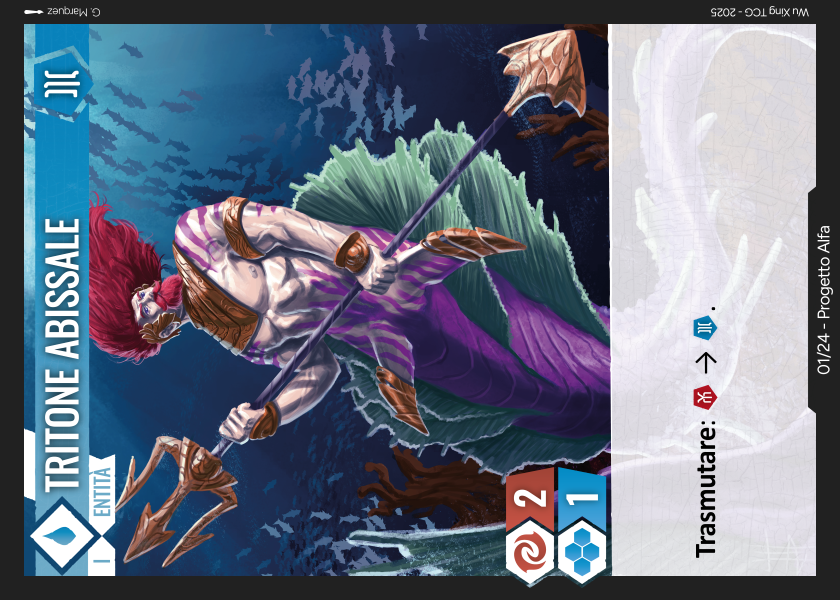 TRITONE ABISSALE
I ENTITÀ
2
1
Trasmutare: → .
01/24 - Progetto Alfa
G. Marquez
Wu Xing TCG - 2025